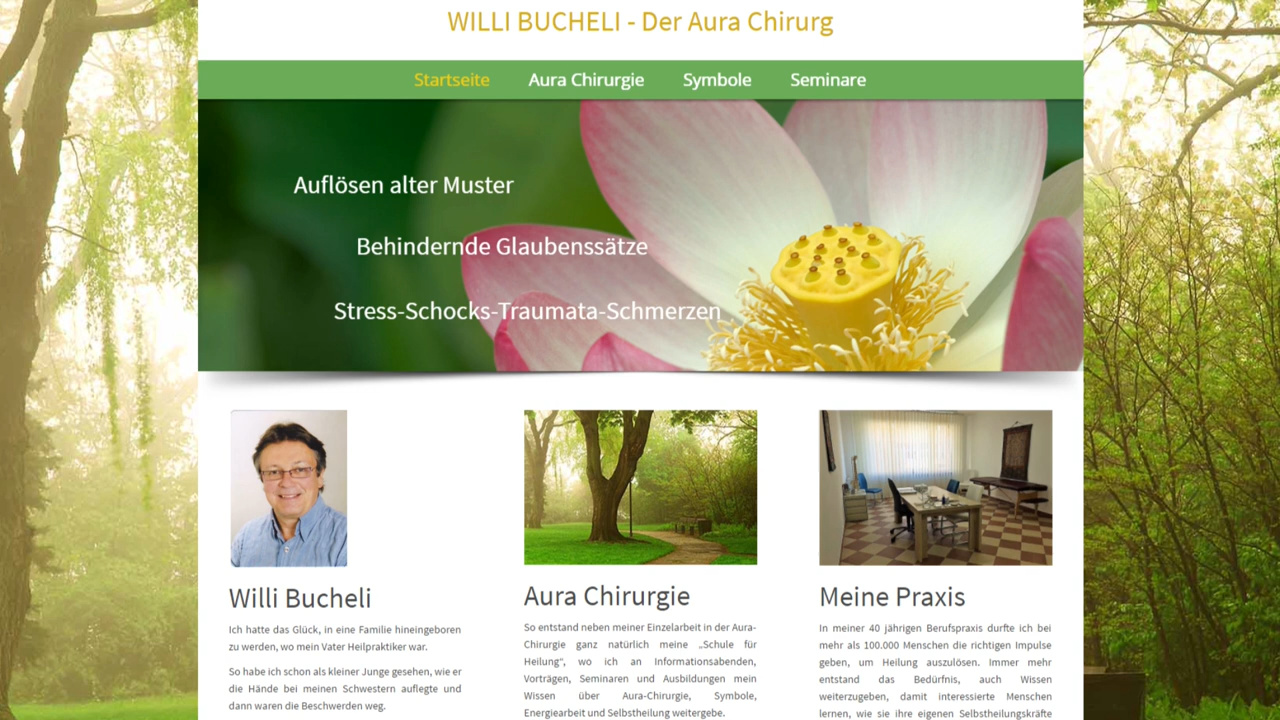 WILLI BUCHELI - Der Aura Chirurg
Startseite Aura Chirurgie Symbole Seminare
Auflösen alter Muster
Behindernde Glaubenssätze
Stress-Schocks-Traumata-Schmerzen
Willi Bucheli
Ich hatte das Glück, in eine Familie hineingeboren
zu werden, wo mein Vater Heilpraktiker war.
So habe ich schon als kleiner Junge gesehen, wie er
die Hände bei meinen Schwestern auflegte und
dann waren die Beschwerden weg.
Aura Chirurgie
So entstand neben meiner Einzelarbeit in der Aura-
Chirurgie ganz natürlich meine „Schule für
Heilung“, wo ich an Informationsabenden,
Vorträgen, Seminaren und Ausbildungen mein
Wissen über Aura-Chirurgie, Symbole,
Energiearbeit und Selbstheilung weitergebe.
Meine Praxis
In meiner 40 jährigen Berufspraxis durfte ich bei
mehr als 100.000 Menschen die richtigen Impulse
geben, um Heilung auszulösen. Immer mehr
entstand das Bedürfnis, auch Wissen
weiterzugeben, damit interessierte Menschen
lernen, wie sie ihre eigenen Selbstheilungskräfte